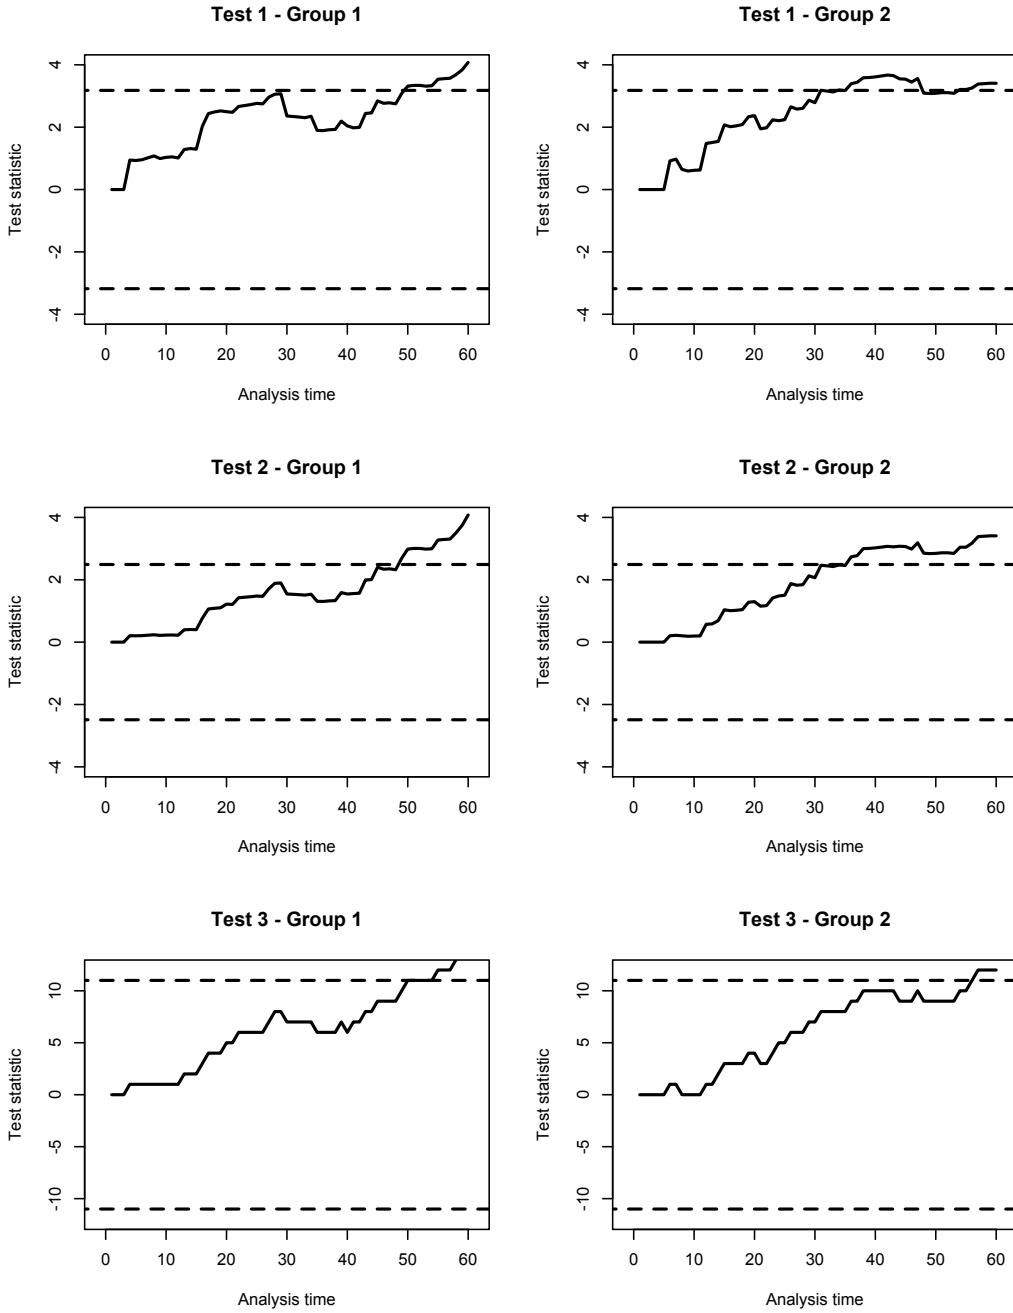 Test 1 - Group 1
Test statistic
4
2
0
-2
-4
0 10 20 30 40 50 60
Analysis time
Test 1 - Group 2
Test statistic
4
2
0
-2
-4
0 10 20 30 40 50 60
Analysis time
Test 2 - Group 1
Test statistic
4
2
0
-2
-4
0 10 20 30 40 50 60
Analysis time
Test 2 - Group 2
Test statistic
4
2
0
-2
-4
0 10 20 30 40 50 60
Analysis time
Test 3 - Group 1
Test statistic
10
5
0
-5
-10
0 10 20 30 40 50 60
Analysis time
Test 3 - Group 2
Test statistic
10
5
0
-5
-10
0 10 20 30 40 50 60
Analysis time